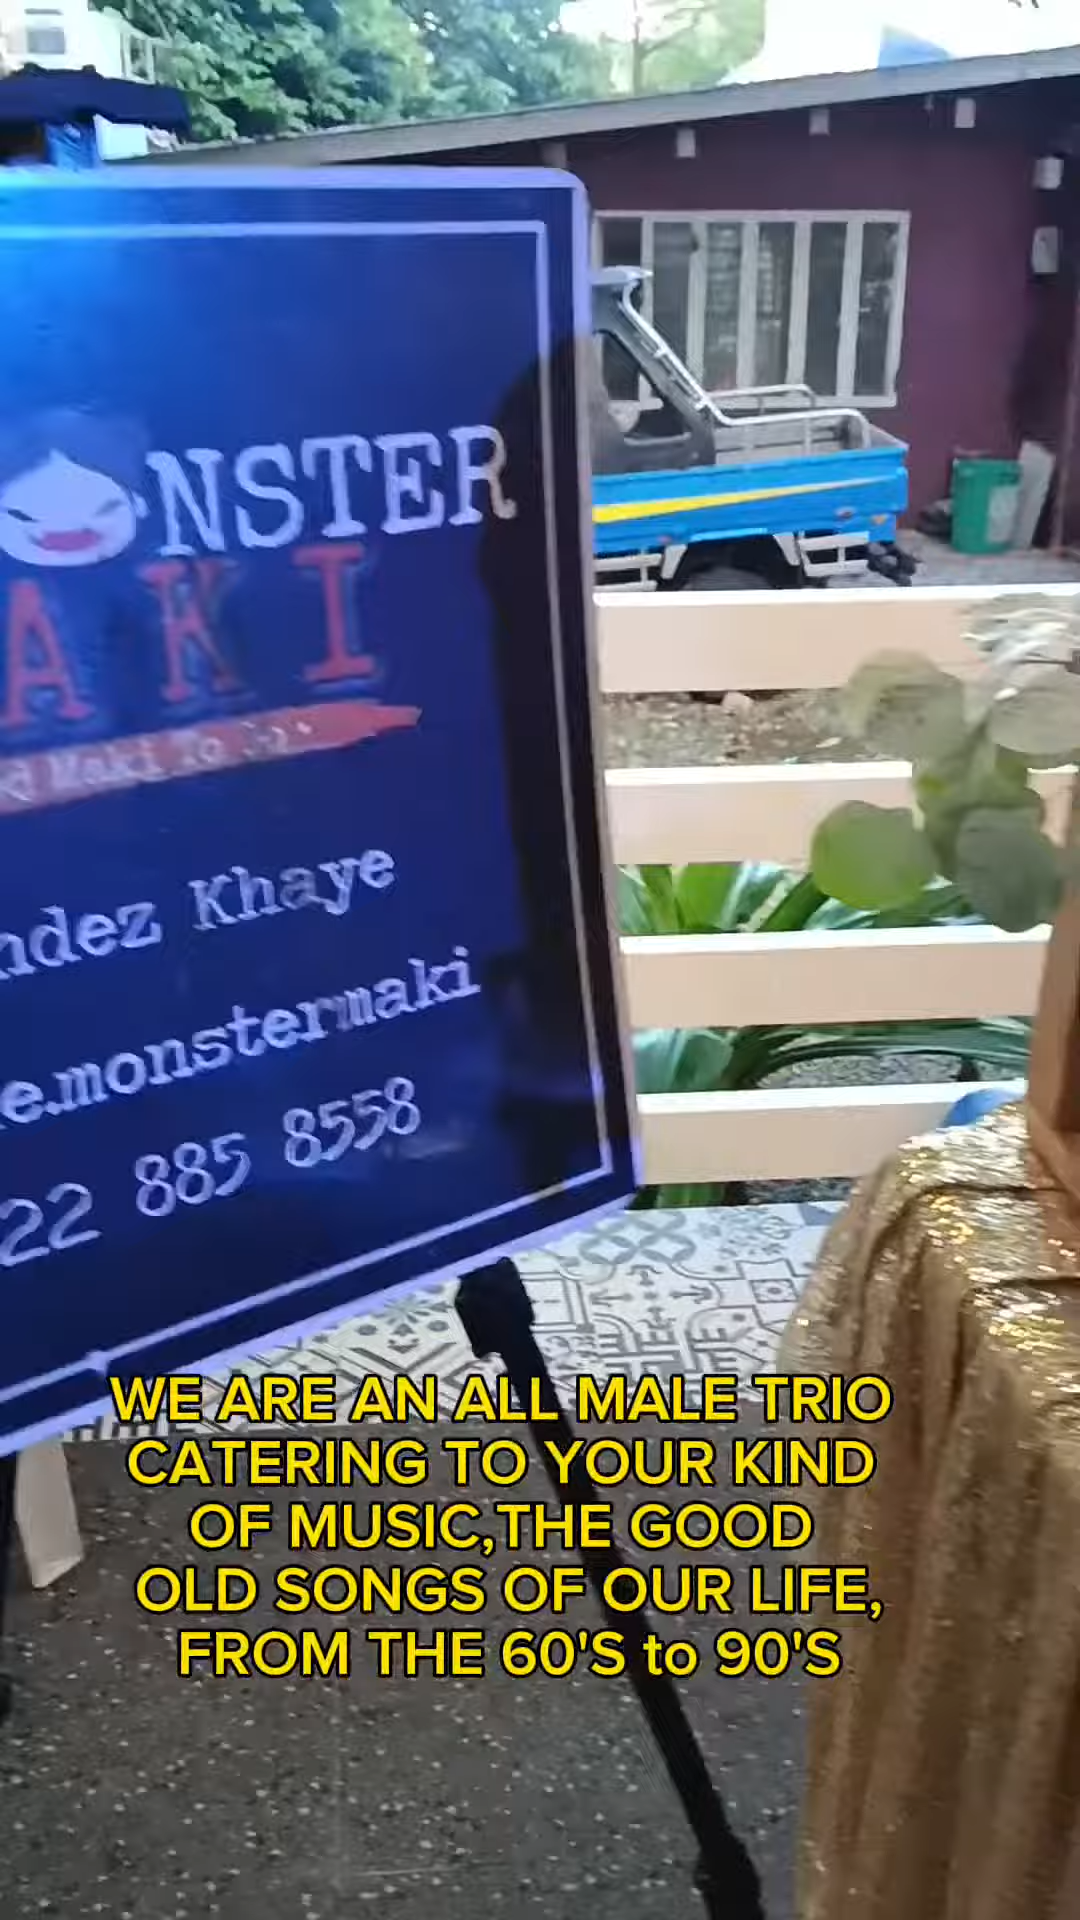 NSTER
AKI
Maki To
ndez Khaye
e.monstermaki
22 885 8558
WE ARE AN ALL MALE TRIO
CATERING TO YOUR KIND
OF MUSIC,THE GOOD
OLD SONGS OF OUR LIFE,
FROM THE 60'S to 90'S